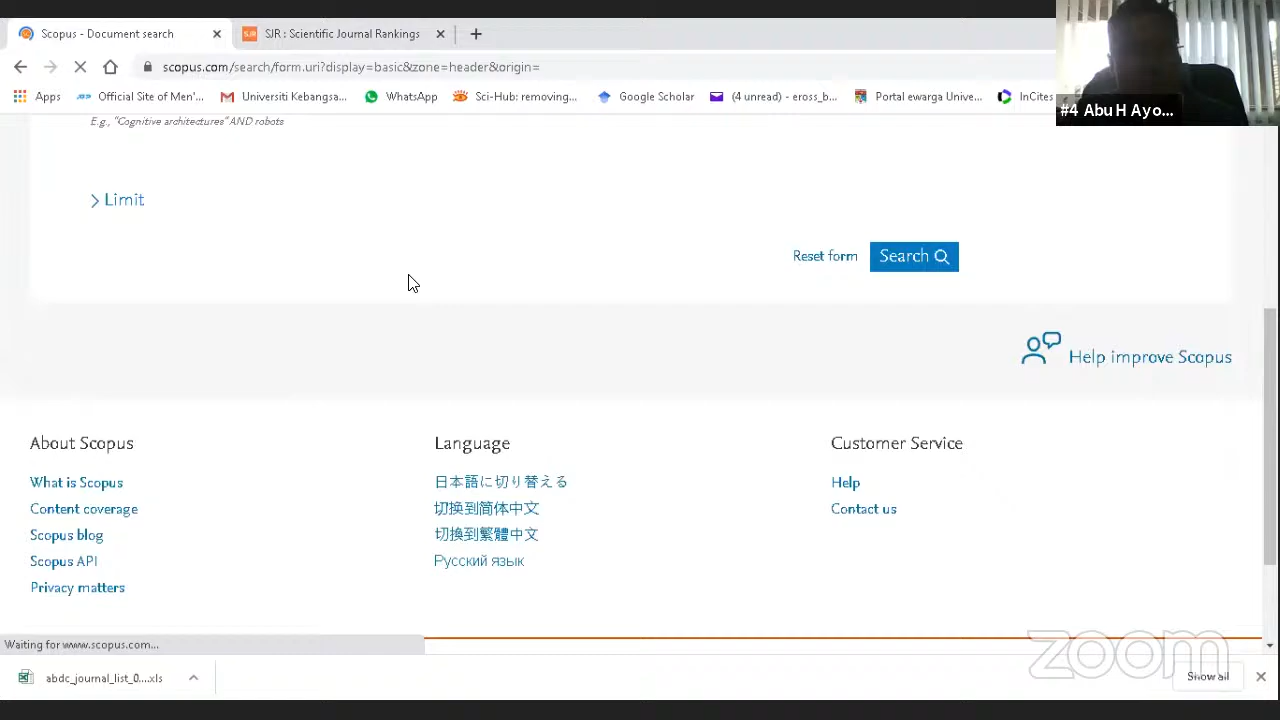 Scopus - Document search
SJR : Scientific Journal Rankings
scopus.com/search/form.uri?display=basic&zone=header&origin=
Apps
Official Site of Men'...
Universiti Kebangsa...
WhatsApp
Sci-Hub: removing...
Google Scholar
(4 unread) - eross_b...
Portal ewarga Unive...
InCites
#4 Abu H Ayo...
E.g., "Cognitive architectures" AND robots
Limit
Reset form
Search
Help improve Scopus
About Scopus
What is Scopus
Content coverage
Scopus blog
Scopus API
Privacy matters
Language
日本語に切り替える
切换到简体中文
切換到繁體中文
Русский язык
Customer Service
Help
Contact us
Waiting for www.scopus.com...
zoom
abdc_journal_list_0....xls
Show all